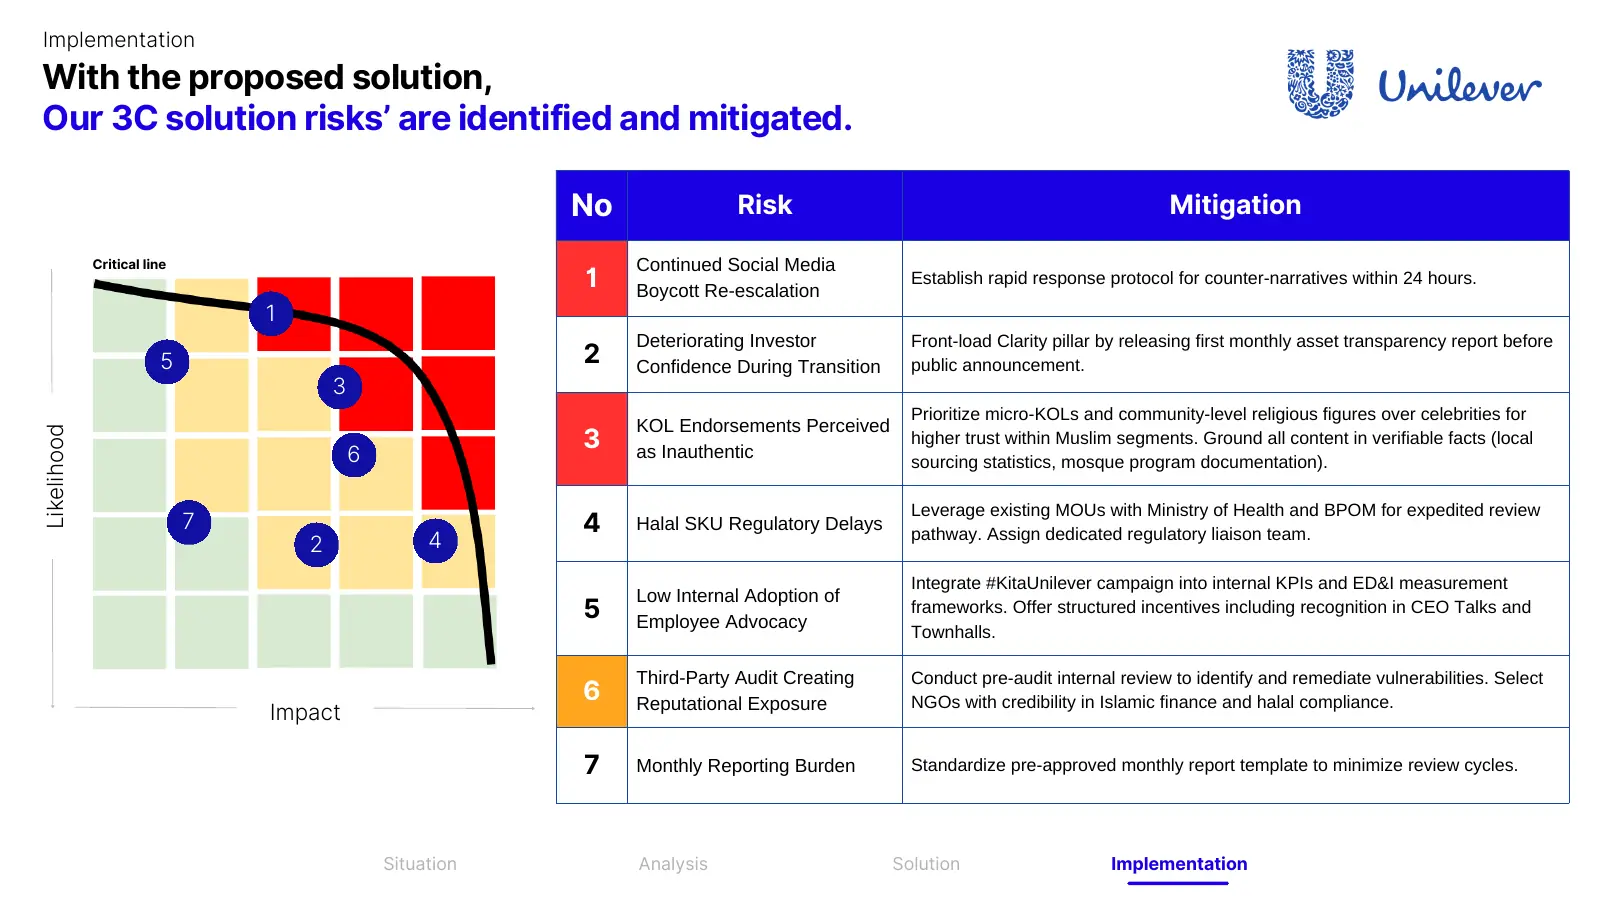 Implementation
With the proposed solution,
Our 3C solution risks’ are identified and mitigated.
Unilever
Critical line
1
5
3
6
7
2
4
Likelihood
Impact
No
Risk
Mitigation
1
Continued Social Media
Boycott Re-escalation
Establish rapid response protocol for counter-narratives within 24 hours.
2
Deteriorating Investor
Confidence During Transition
Front-load Clarity pillar by releasing first monthly asset transparency report before
public announcement.
3
KOL Endorsements Perceived
as Inauthentic
Prioritize micro-KOLs and community-level religious figures over celebrities for
higher trust within Muslim segments. Ground all content in verifiable facts (local
sourcing statistics, mosque program documentation).
4
Halal SKU Regulatory Delays
Leverage existing MOUs with Ministry of Health and BPOM for expedited review
pathway. Assign dedicated regulatory liaison team.
5
Low Internal Adoption of
Employee Advocacy
Integrate #KitaUnilever campaign into internal KPIs and ED&I measurement
frameworks. Offer structured incentives including recognition in CEO Talks and
Townhalls.
6
Third-Party Audit Creating
Reputational Exposure
Conduct pre-audit internal review to identify and remediate vulnerabilities. Select
NGOs with credibility in Islamic finance and halal compliance.
7
Monthly Reporting Burden
Standardize pre-approved monthly report template to minimize review cycles.
Situation
Analysis
Solution
Implementation